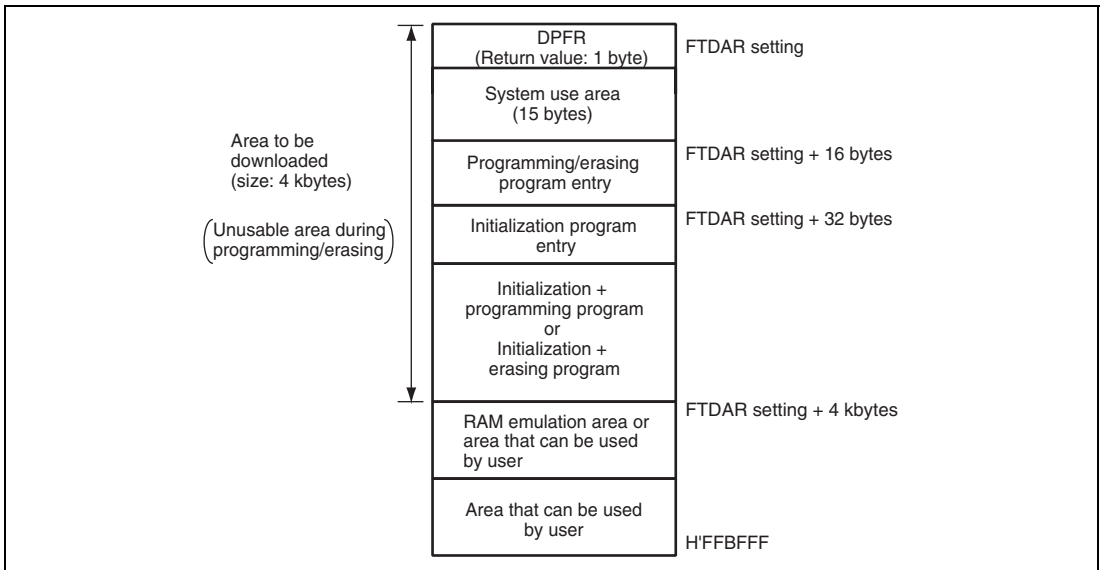 DPFR
(Return value: 1 byte)
FTDAR setting
System use area
(15 bytes)
Area to be
downloaded
(size: 4 kbytes)
(Unusable area during
programming/erasing)
FTDAR setting + 16 bytes
Programming/erasing
program entry
FTDAR setting + 32 bytes
Initialization program
entry
Initialization +
programming program
or
Initialization +
erasing program
FTDAR setting + 4 kbytes
RAM emulation area or
area that can be used
by user
Area that can be used
by user
H'FFBFFF